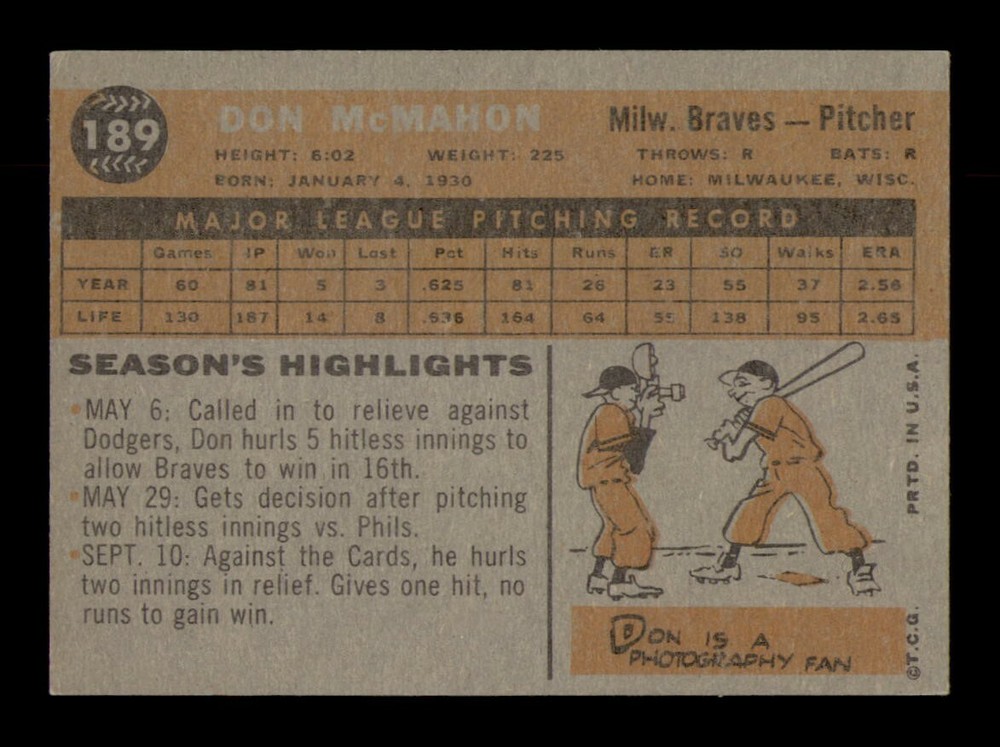 189
DON McMAHON
Milw. Braves — Pitcher
HEIGHT: 6:02 WEIGHT: 225 THROWS: R BATS: R
BORN: JANUARY 4, 1930 HOME: MILWAUKEE, WISC.
MAJOR LEAGUE PITCHING RECORD
Games IP Won Lost Pct Hits Runs ER SO Walks ERA
YEAR 60 81 5 3 .625 81 26 23 55 37 2.56
LIFE 130 187 14 8 .636 164 64 55 138 95 2.65
SEASON'S HIGHLIGHTS
•MAY 6: Called in to relieve against
Dodgers, Don hurls 5 hitless innings to
allow Braves to win in 16th.
•MAY 29: Gets decision after pitching
two hitless innings vs. Phils.
•SEPT. 10: Against the Cards, he hurls
two innings in relief. Gives one hit, no
runs to gain win.
DON IS A
PHOTOGRAPHY FAN
©T.C.G. PRTD. IN U.S.A.